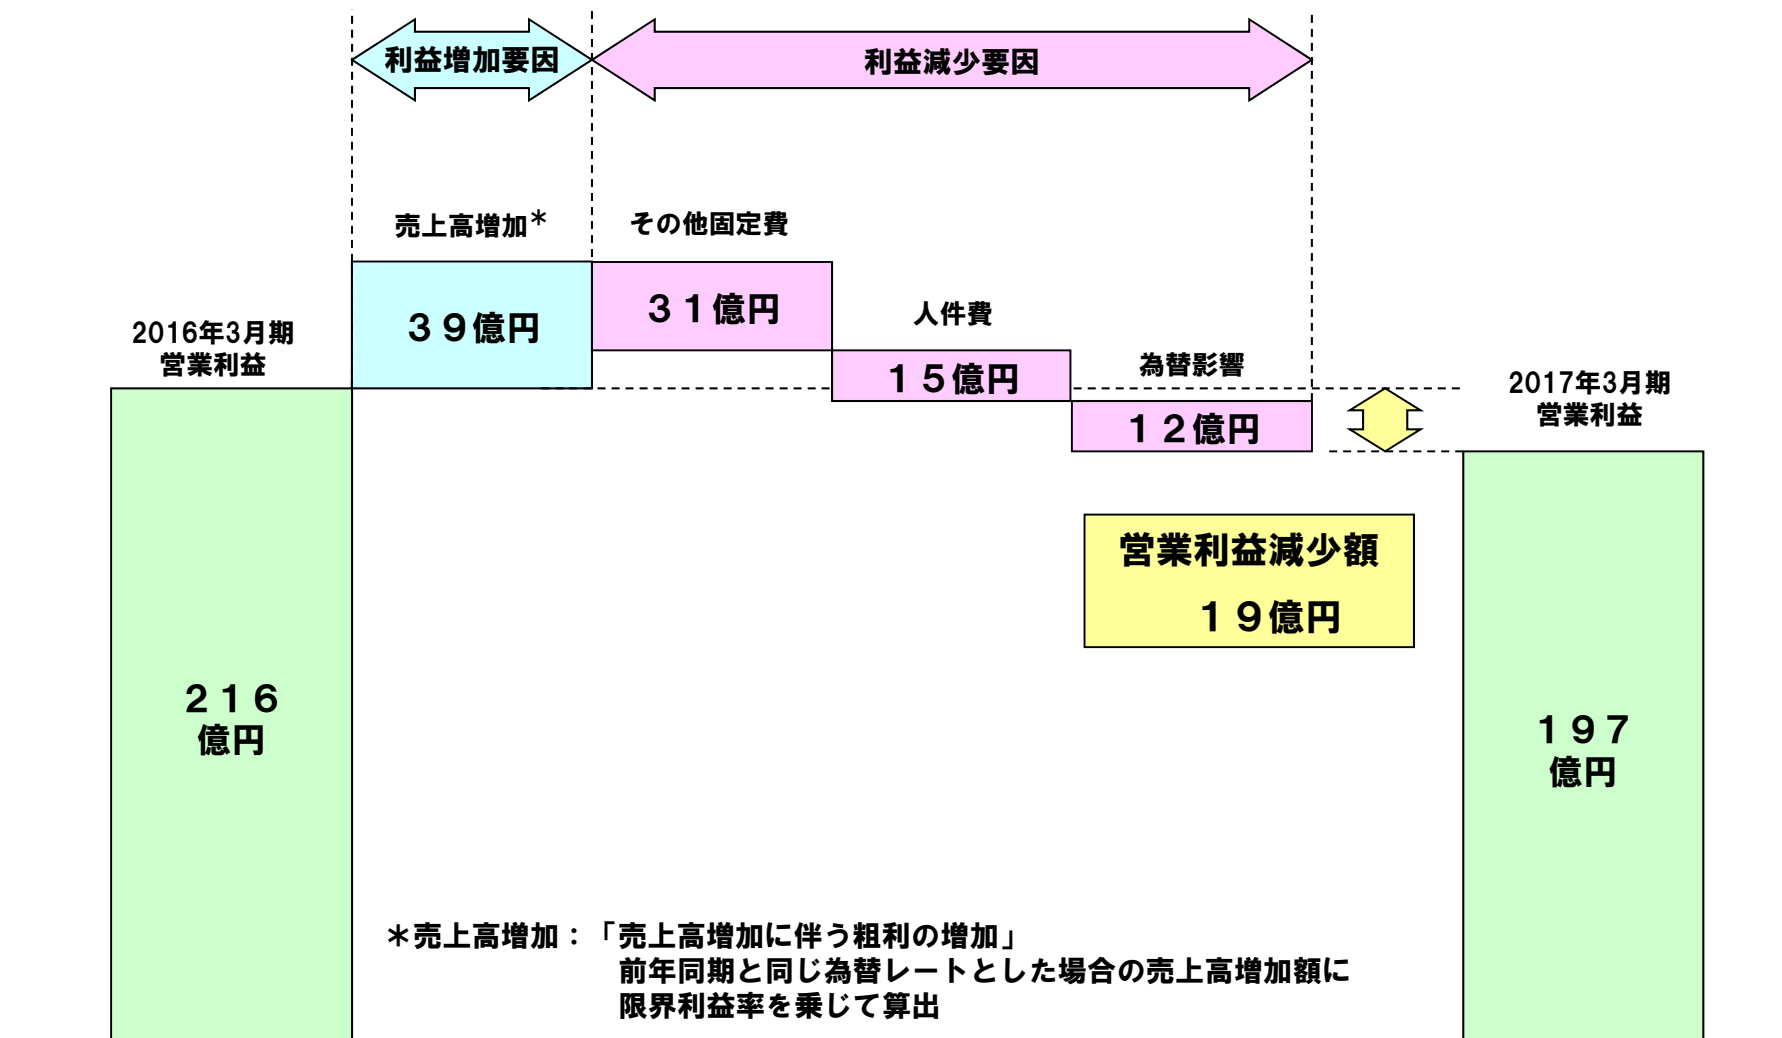 利益増加要因
利益減少要因
売上高増加＊
その他固定費
３９億円
３１億円
人件費
2016年3月期
営業利益
１５億円
為替影響
2017年3月期
営業利益
１２億円
営業利益減少額
１９億円
２１６
億円
１９７
億円
＊売上高増加：「売上高増加に伴う粗利の増加」
前年同期と同じ為替レートとした場合の売上高増加額に
限界利益率を乗じて算出